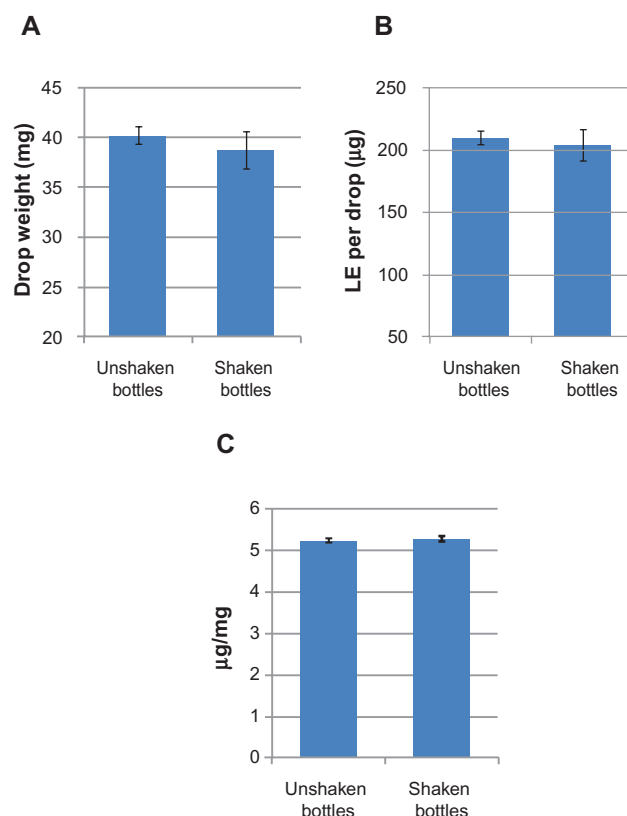 A
Drop weight (mg)
45
40
35
30
25
20
Unshaken bottles
Shaken bottles
B
LE per drop (µg)
250
200
150
100
50
Unshaken bottles
Shaken bottles
C
µg/mg
6
5
4
3
2
1
0
Unshaken bottles
Shaken bottles